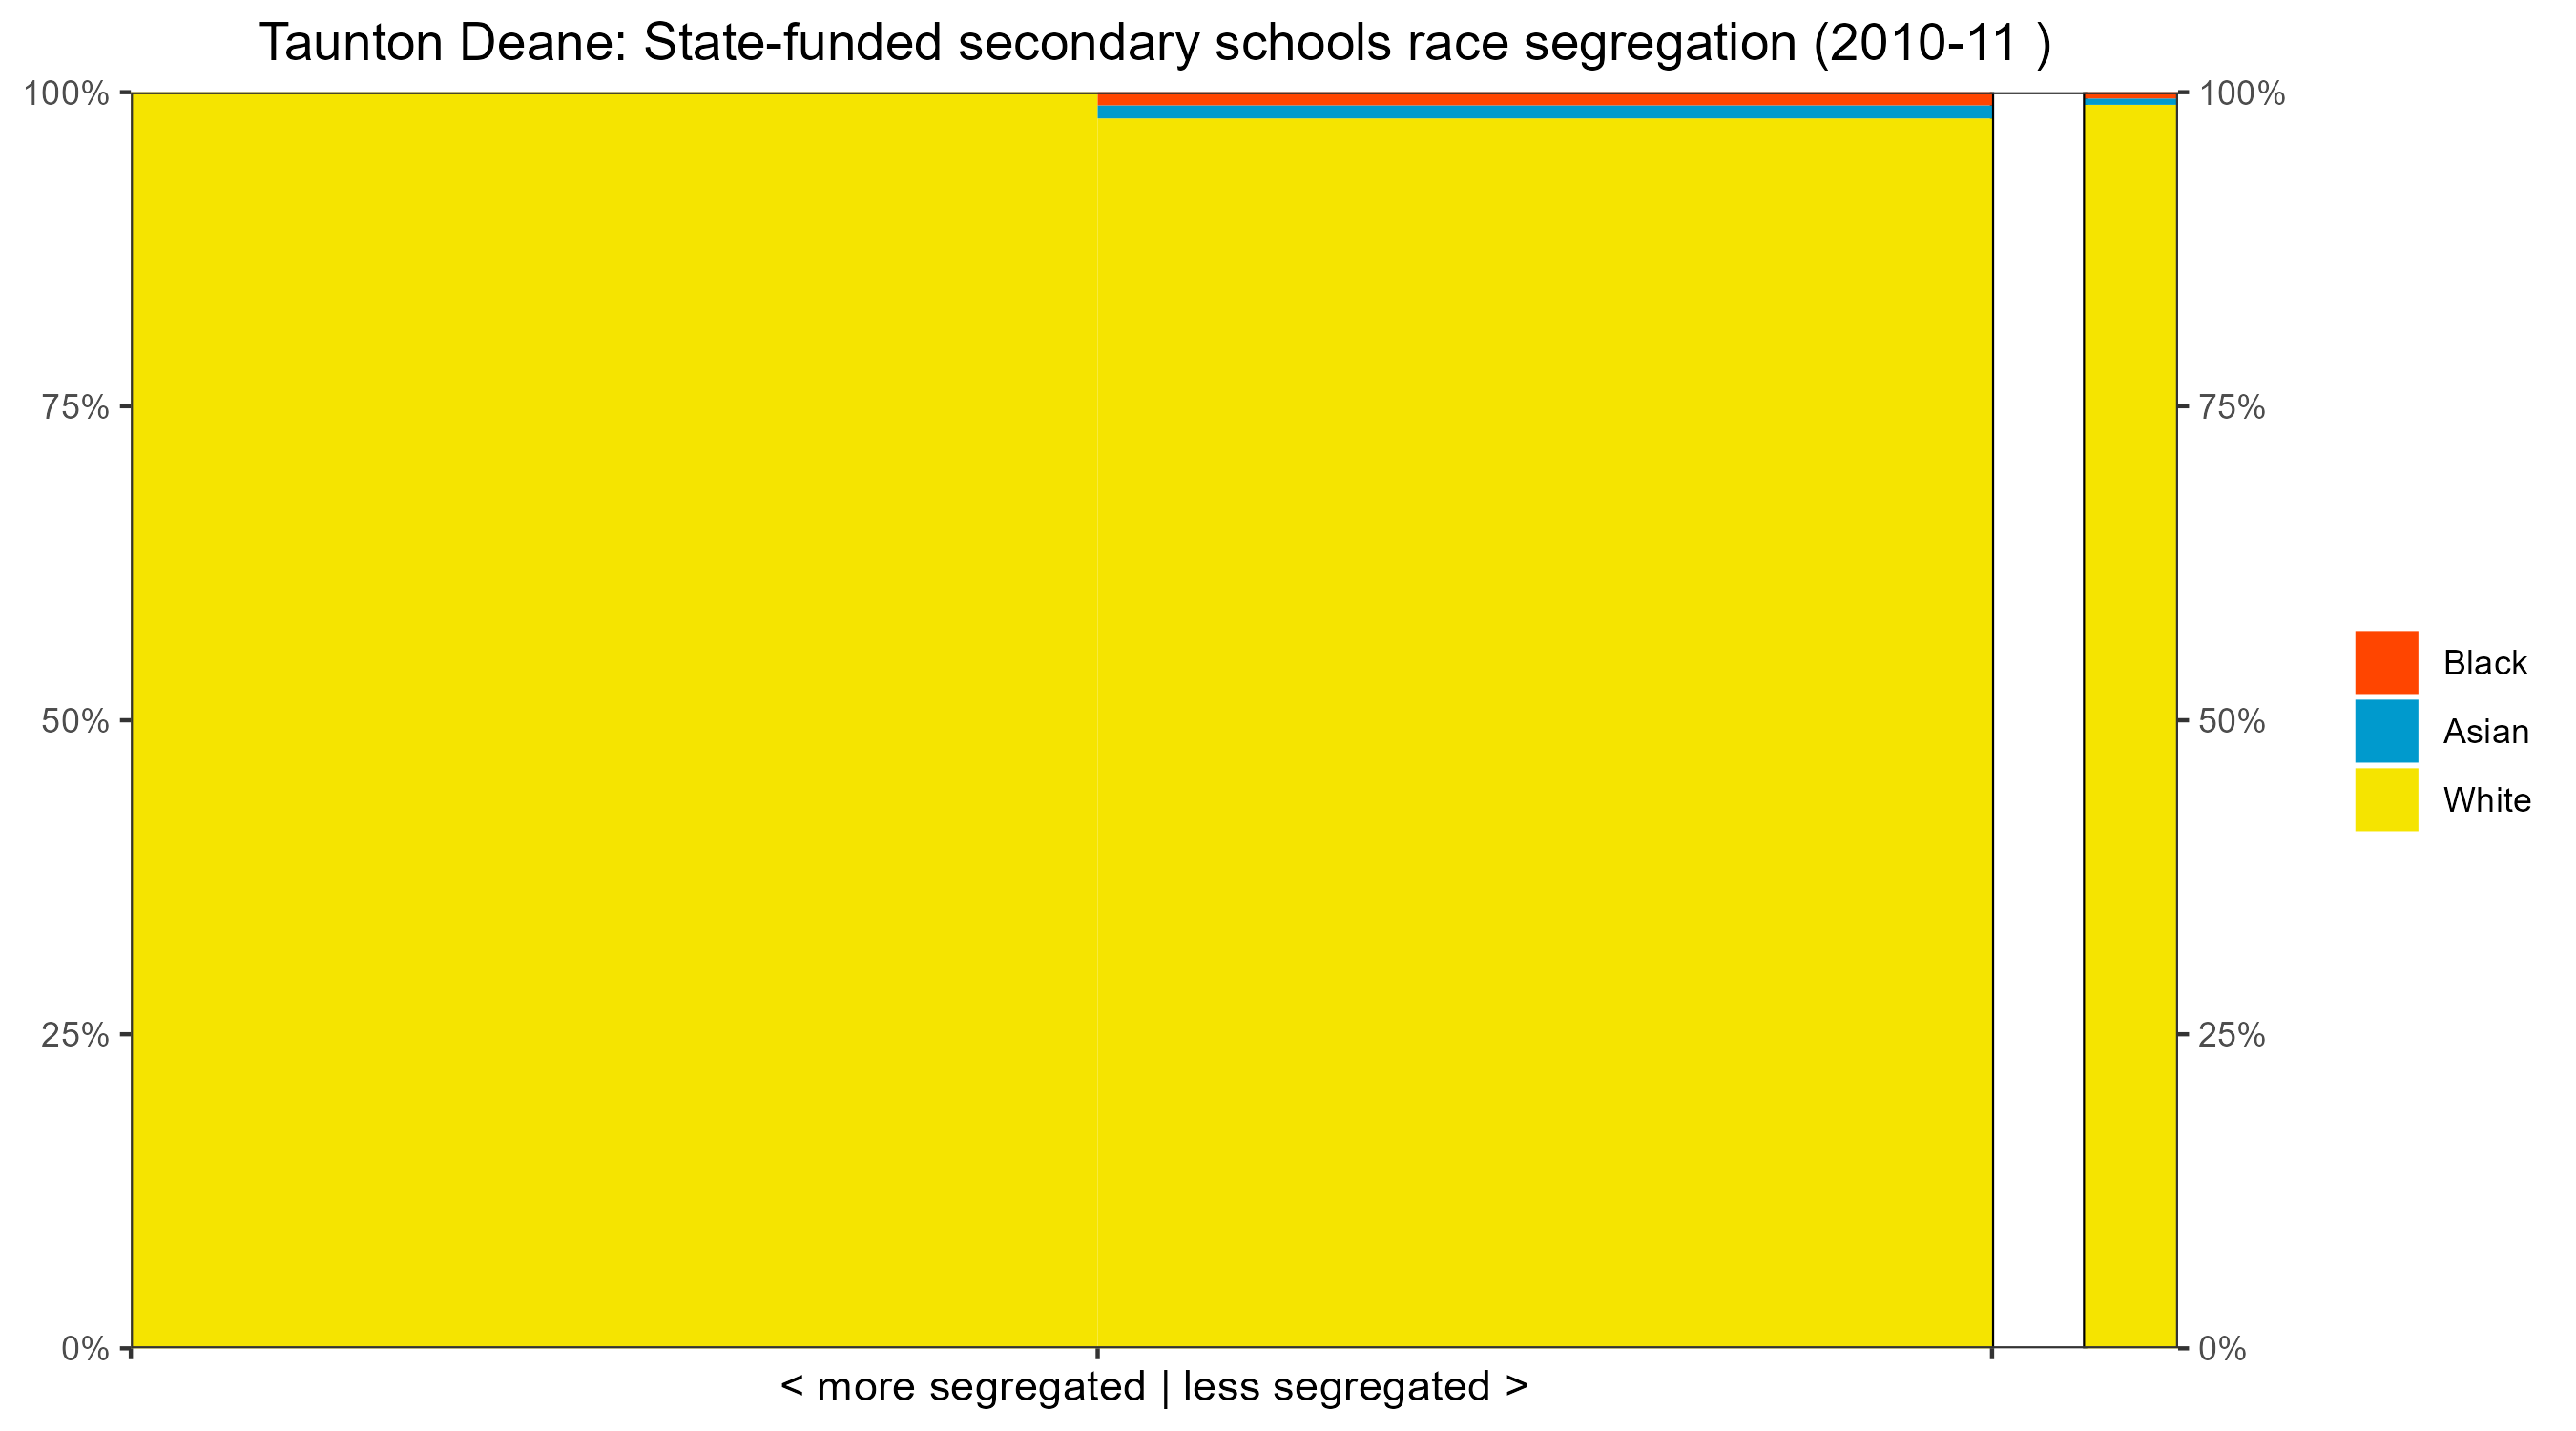 Taunton Deane: State-funded secondary schools race segregation (2010-11 )
100%
75%
50%
25%
0%
100%
75%
50%
25%
0%
Black
Asian
White
< more segregated | less segregated >